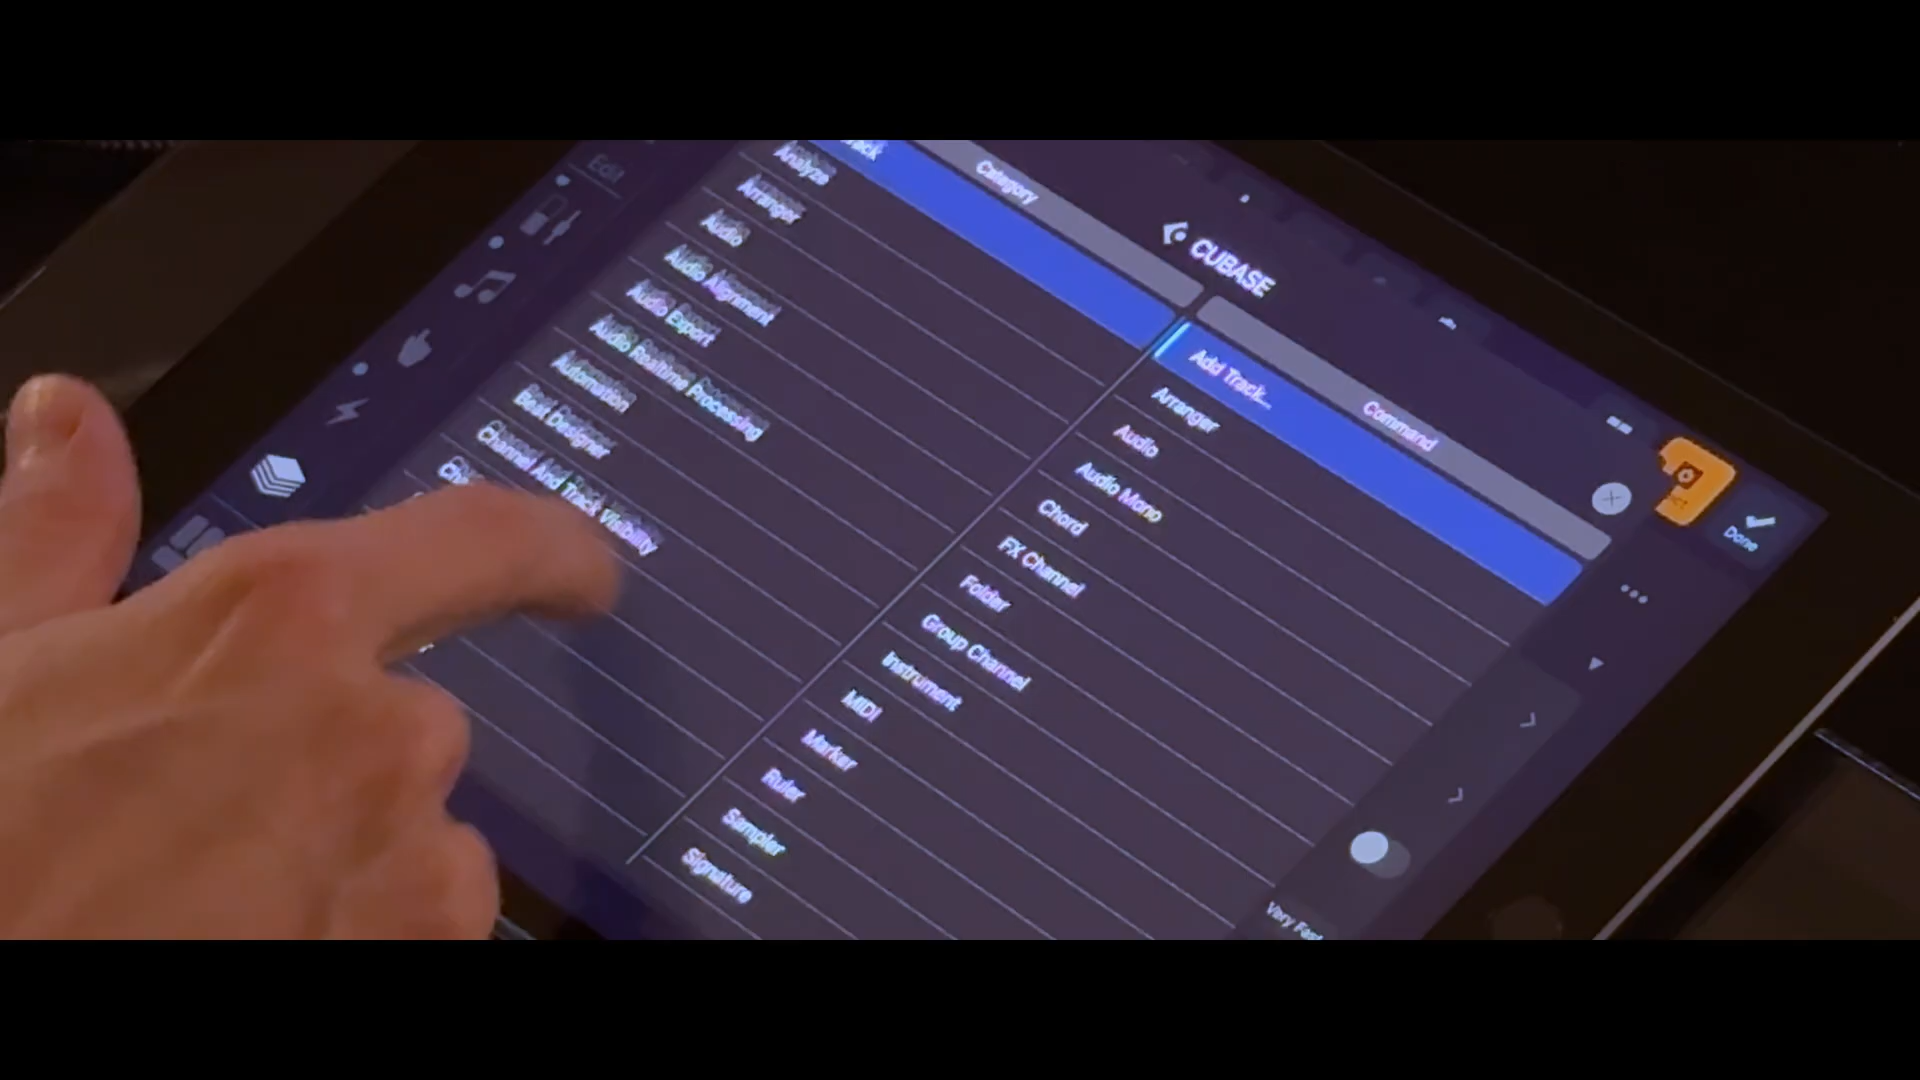 Edit
Category
Analyze
Arranger
Audio
Audio Alignment
Audio Export
Audio Realtime Processing
Automation
Beat Designer
Channel And Track Visibility
CUBASE
Command
Add Track...
Arranger
Audio
Audio Mono
Chord
FX Channel
Folder
Group Channel
Instrument
MIDI
Marker
Ruler
Sampler
Signature
Done
Very Fast